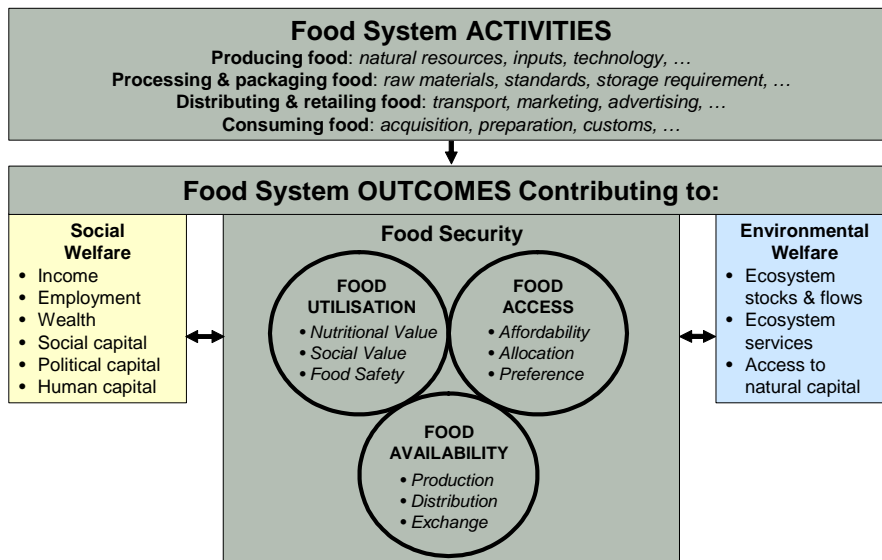 Food System ACTIVITIES
Producing food: natural resources, inputs, technology, …
Processing & packaging food: raw materials, standards, storage requirement, …
Distributing & retailing food: transport, marketing, advertising, …
Consuming food: acquisition, preparation, customs, …
Food System OUTCOMES Contributing to:
Social
Welfare
• Income
• Employment
• Wealth
• Social capital
• Political capital
• Human capital
Food Security
FOOD
UTILISATION
• Nutritional Value
• Social Value
• Food Safety
FOOD
ACCESS
• Affordability
• Allocation
• Preference
FOOD
AVAILABILITY
• Production
• Distribution
• Exchange
Environmental
Welfare
• Ecosystem
stocks & flows
• Ecosystem
services
• Access to
natural capital